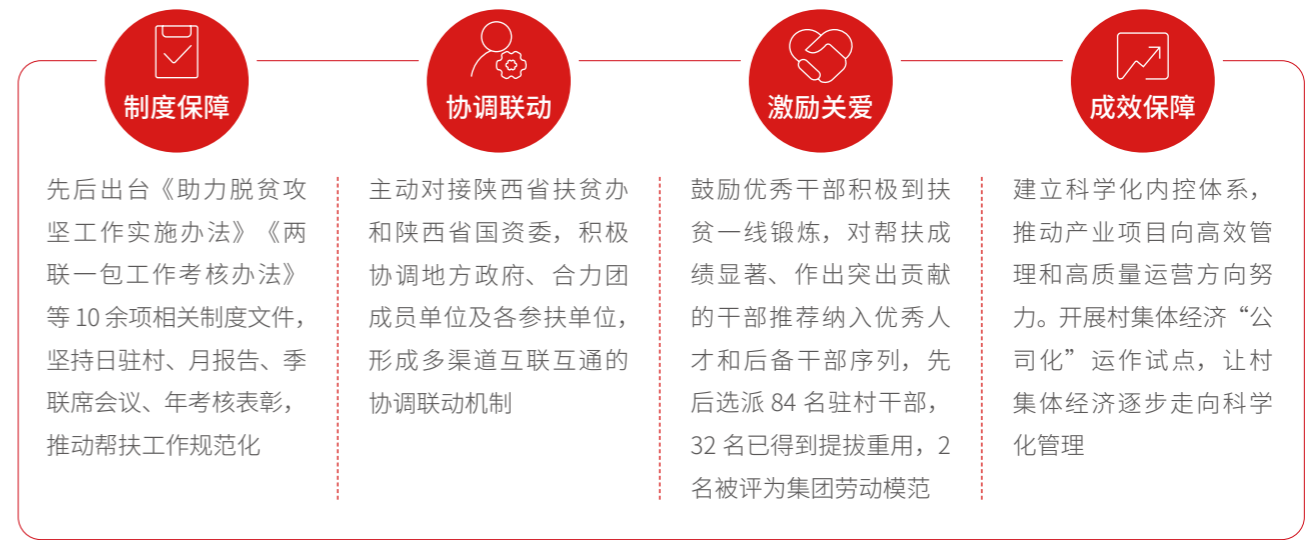 制度保障
先后出台《助力脱贫攻
坚工作实施办法》《两
联一包工作考核办法》
等 10 余项相关制度文件，
坚持日驻村、月报告、季
联席会议、年考核表彰，
推动帮扶工作规范化
协调联动
主动对接陕西省扶贫办
和陕西省国资委，积极
协调地方政府、合力团
成员单位及各参扶单位，
形成多渠道互联互通的
协调联动机制
激励关爱
鼓励优秀干部积极到扶
贫一线锻炼，对帮扶成
绩显著、作出突出贡献
的干部推荐纳入优秀人
才和后备干部序列，先
后选派 84 名驻村干部，
32 名已得到提拔重用，2
名被评为集团劳动模范
成效保障
建立科学化内控体系，
推动产业项目向高效管
理和高质量运营方向努
力。开展村集体经济“公
司化”运作试点，让村
集体经济逐步走向科学
化管理